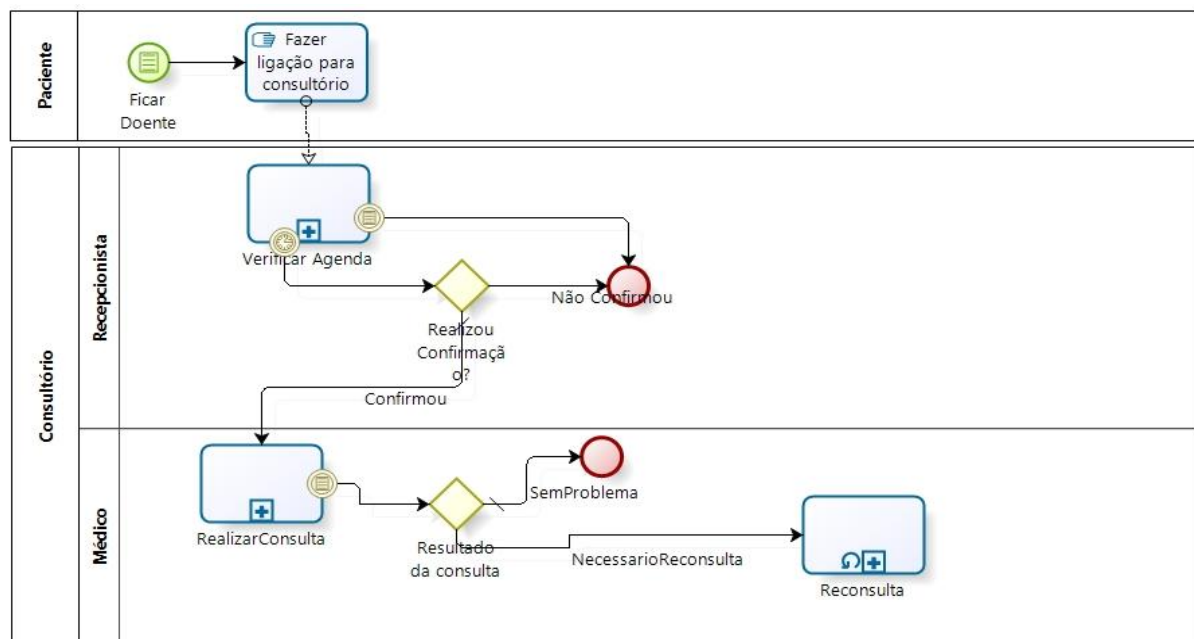 Paciente
Fazer
ligação para
consultório
Ficar
Doente
Consultório
Recepcionista
Verificar Agenda
Não Confirmou
Realizou
Confirmaçã
o?
Confirmou
Médico
RealizarConsulta
Resultado
da consulta
SemProblema
NecessarioReconsulta
Reconsulta